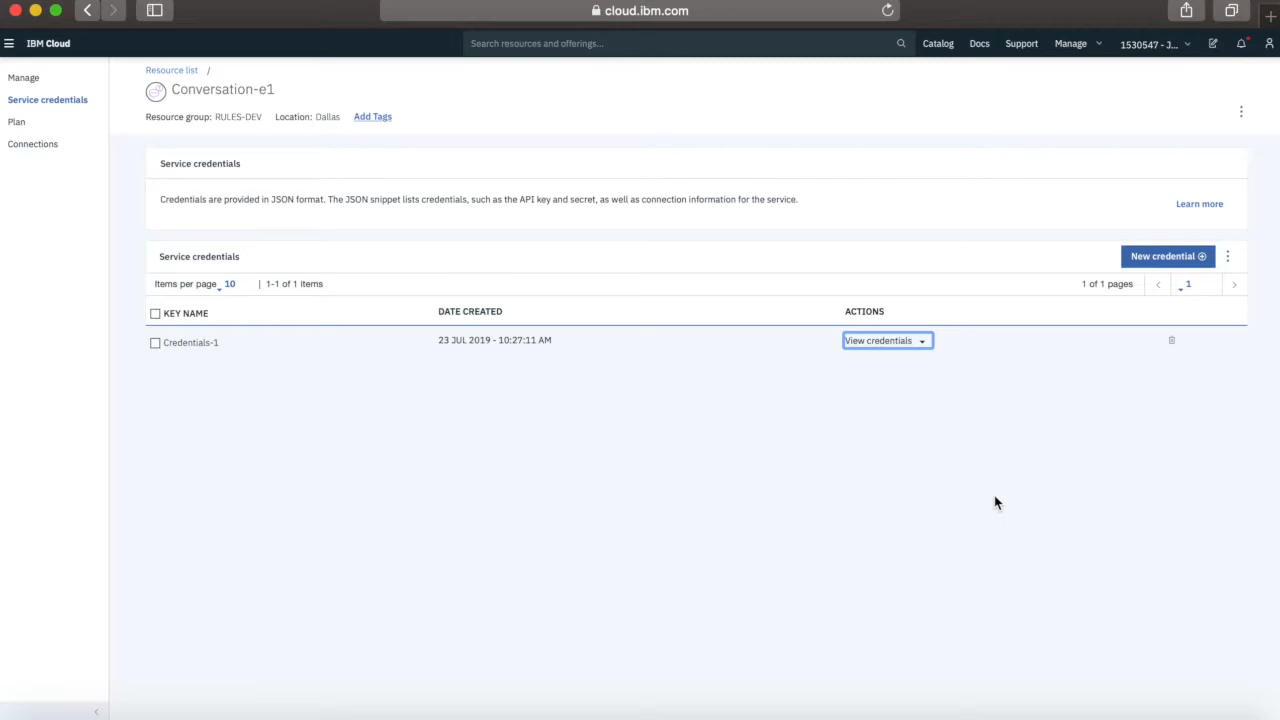 cloud.ibm.com
IBM Cloud
Search resources and offerings...
Catalog
Docs
Support
Manage
1530547 - J...
Manage
Service credentials
Plan
Connections
Resource list /
Conversation-e1
Resource group: RULES-DEV Location: Dallas Add Tags
Service credentials
Credentials are provided in JSON format. The JSON snippet lists credentials, such as the API key and secret, as well as connection information for the service.
Learn more
Service credentials
New credential
Items per page 10 | 1-1 of 1 items
1 of 1 pages 1
KEY NAME DATE CREATED ACTIONS
Credentials-1 23 JUL 2019 - 10:27:11 AM View credentials